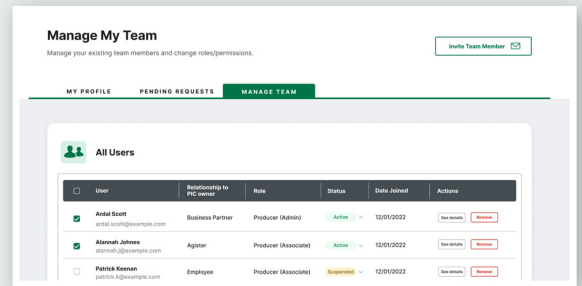 Manage My Team
Manage your existing team members and change roles/permissions.
Invite Team Member
MY PROFILE PENDING REQUESTS MANAGE TEAM
All Users
User Relationship to PIC owner Role Status Date Joined Actions
Ardal Scott
ardal.scott@example.com
Business Partner Producer (Admin) Active 12/01/2022 See details Remove
Alannah Johnes
alannah.j@example.com
Agister Producer (Associate) Active 12/01/2022 See details Remove
Patrick Keenan
patrick.k@example.com
Employee Producer (Associate) Suspended 12/01/2022 See details Remove